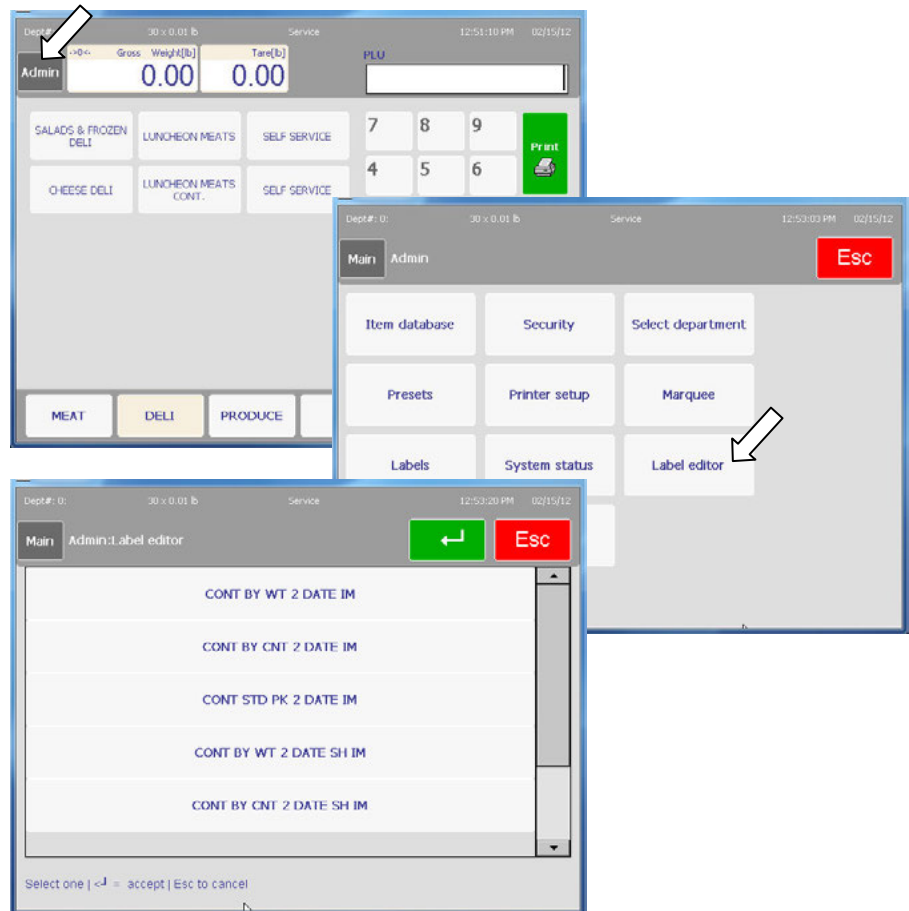 Dept#: 0: 30 x 0.01 lb Service 12:51:10 PM 02/15/12
Admin
->0<- Gross Weight[lb] Tare[lb] PLU
0.00 0.00
SALADS & FROZEN DELI LUNCHEON MEATS SELF SERVICE
CHEESE DELI LUNCHEON MEATS CONT. SELF SERVICE
7 8 9
4 5 6
Print
MEAT DELI PRODUCE
Dept#: 0: 30 x 0.01 lb Service 12:53:03 PM 02/15/12
Main Admin Esc
Item database Security Select department
Presets Printer setup Marquee
Labels System status Label editor
Dept#: 0: 30 x 0.01 lb Service 12:53:20 PM 02/15/12
Main Admin:Label editor Esc
CONT BY WT 2 DATE IM
CONT BY CNT 2 DATE IM
CONT STD PK 2 DATE IM
CONT BY WT 2 DATE SH IM
CONT BY CNT 2 DATE SH IM
Select one | <┘ = accept | Esc to cancel